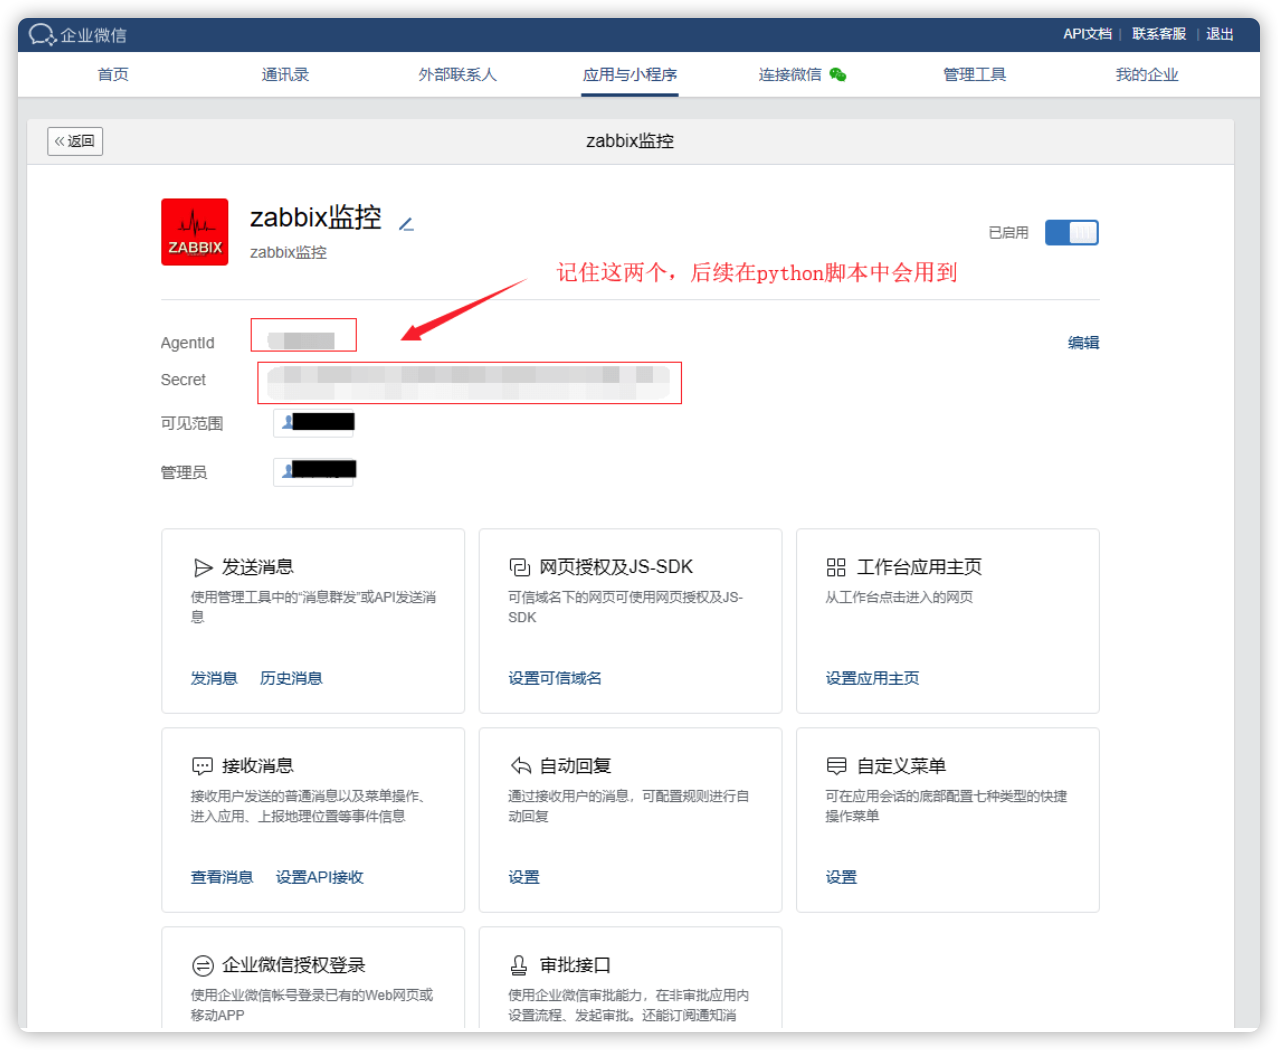 企业微信
API文档 | 联系客服 | 退出
首页 通讯录 外部联系人 应用与小程序 连接微信 管理工具 我的企业
«返回
zabbix监控
ZABBIX
zabbix监控
zabbix监控
已启用
记住这两个，后续在python脚本中会用到
AgentId
编辑
Secret
可见范围
管理员
发送消息
使用管理工具中的“消息群发”或API发送消
息
发消息 历史消息
网页授权及JS-SDK
可信域名下的网页可使用网页授权及JS-
SDK
设置可信域名
工作台应用主页
从工作台点击进入的网页
设置应用主页
接收消息
接收用户发送的普通消息以及菜单操作、
进入应用、上报地理位置等事件信息
查看消息 设置API接收
自动回复
通过接收用户的消息，可配置规则进行自
动回复
设置
自定义菜单
可在应用会话的底部配置七种类型的快捷
操作菜单
设置
企业微信授权登录
使用企业微信帐号登录已有的Web网页或
移动APP
审批接口
使用企业微信审批能力，在非审批应用内
设置流程、发起审批。还能订阅通知消